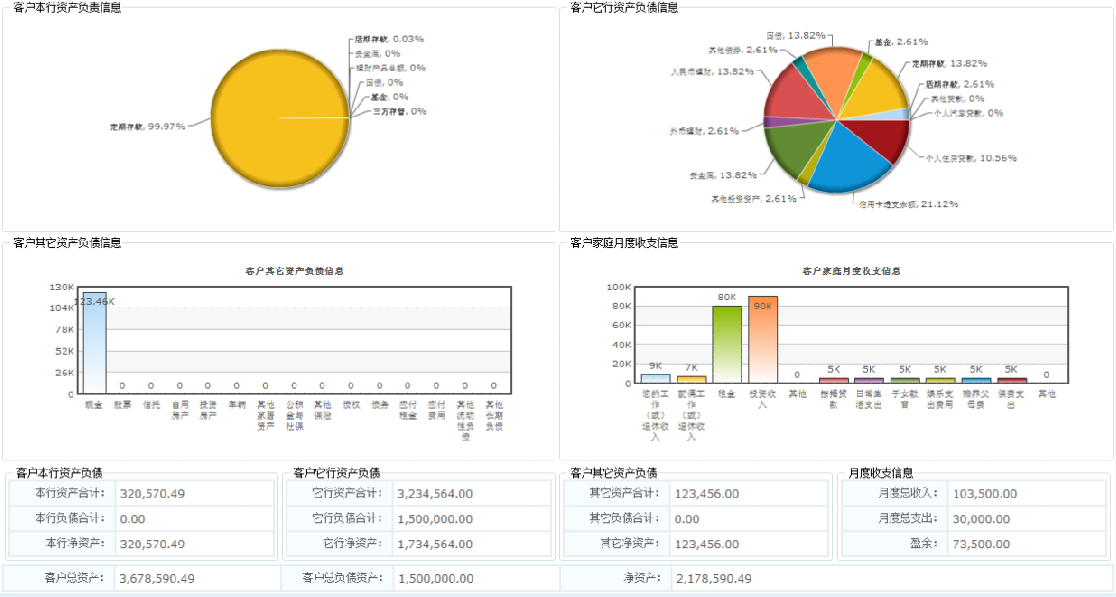 客户本行资产负责信息
活期存款, 0.03%
贵金属, 0%
理财产品总额, 0%
国债, 0%
基金, 0%
三方存管, 0%
定期存款, 99.97%
客户它行资产负债信息
国债, 13.82%
其他债券, 2.61%
人民币理财, 13.82%
外币理财, 2.61%
贵金属, 13.82%
其他投资资产, 2.61%
基金, 2.61%
定期存款, 13.82%
活期存款, 2.61%
其他贷款, 0%
个人汽车贷款, 0%
个人住房贷款, 10.56%
信用卡透支余额, 21.12%
客户其它资产负债信息
客户其它资产负债信息
130K
104K
78K
52K
26K
0
123.46K
0 0 0 0 0 0 0 0 0 0 0 0 0 0
现金 股票 信托 自用房产 投资房产 车辆 其他家居资产 公积金与社保 其他保险 债权 债务 应付租金 应付费用 其他流动性负债 其他长期负债
客户家庭月度收支信息
客户家庭月度收支信息
100K
80K
60K
40K
20K
0
9K 7K 80K 90K 0 5K 5K 5K 5K 5K 5K 0
您的工作（或）退休收入 配偶工作（或）退休收入 租金 投资收入 其他 按揭贷款 日常生活支出 子女教育 娱乐支出费用 赡养父母费 保费支出 其他
客户本行资产负债
本行资产合计： 320,570.49
本行负债合计： 0.00
本行净资产： 320,570.49
客户它行资产负债
它行资产合计： 3,234,564.00
它行负债合计： 1,500,000.00
它行净资产： 1,734,564.00
客户其它资产负债
其它资产合计： 123,456.00
其它负债合计： 0.00
其它净资产： 123,456.00
月度收支信息
月度总收入： 103,500.00
月度总支出： 30,000.00
盈余： 73,500.00
客户总资产： 3,678,590.49
客户总负债资产： 1,500,000.00
净资产： 2,178,590.49